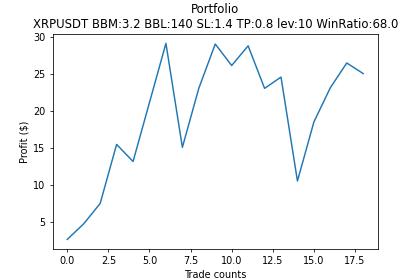 Portfolio
XRPUSDT BBM:3.2 BBL:140 SL:1.4 TP:0.8 lev:10 WinRatio:68.0
30
25
20
15
10
5
Profit ($)
0.0 2.5 5.0 7.5 10.0 12.5 15.0 17.5
Trade counts